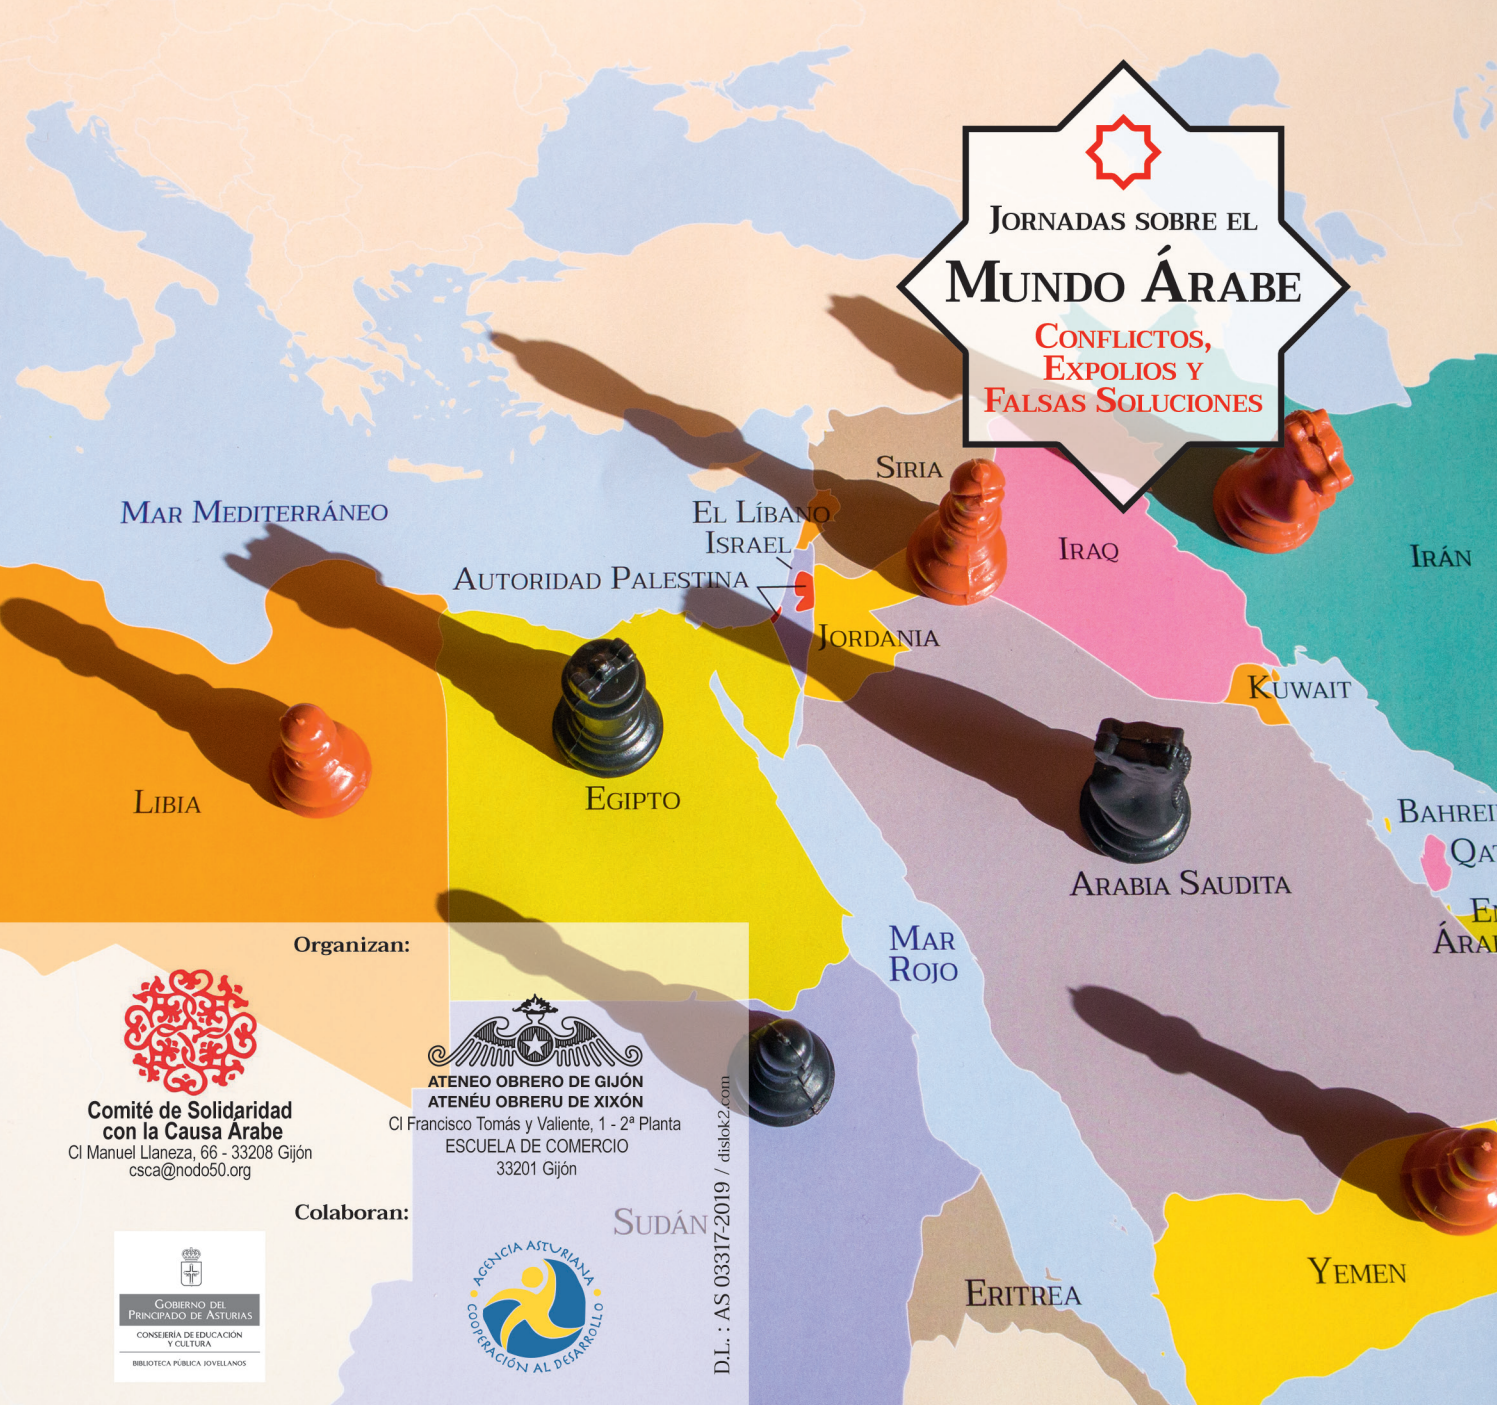 Jornadas sobre el
Mundo Árabe
Conflictos,
Expolios y
Falsas Soluciones
Siria
Mar Mediterráneo
El Líbano
Israel
Autoridad Palestina
Iraq
Irán
Jordania
Kuwait
Libia
Egipto
Bahrei
Qat
Arabia Saudita
Em
Árab
Mar
Rojo
Organizan:
Comité de Solidaridad
con la Causa Árabe
C| Manuel Llaneza, 66 - 33208 Gijón
csca@nodo50.org
ATENEO OBRERO DE GIJÓN
ATENÉU OBRERU DE XIXÓN
C| Francisco Tomás y Valiente, 1 - 2ª Planta
ESCUELA DE COMERCIO
33201 Gijón
Colaboran:
Gobierno del
Principado de Asturias
CONSEJERÍA DE EDUCACIÓN
Y CULTURA
BIBLIOTECA PÚBLICA JOVELLANOS
AGENCIA ASTURIANA
COOPERACIÓN AL DESARROLLO
Sudán
D.L. : AS 03317-2019 / dislok2.com
Eritrea
Yemen